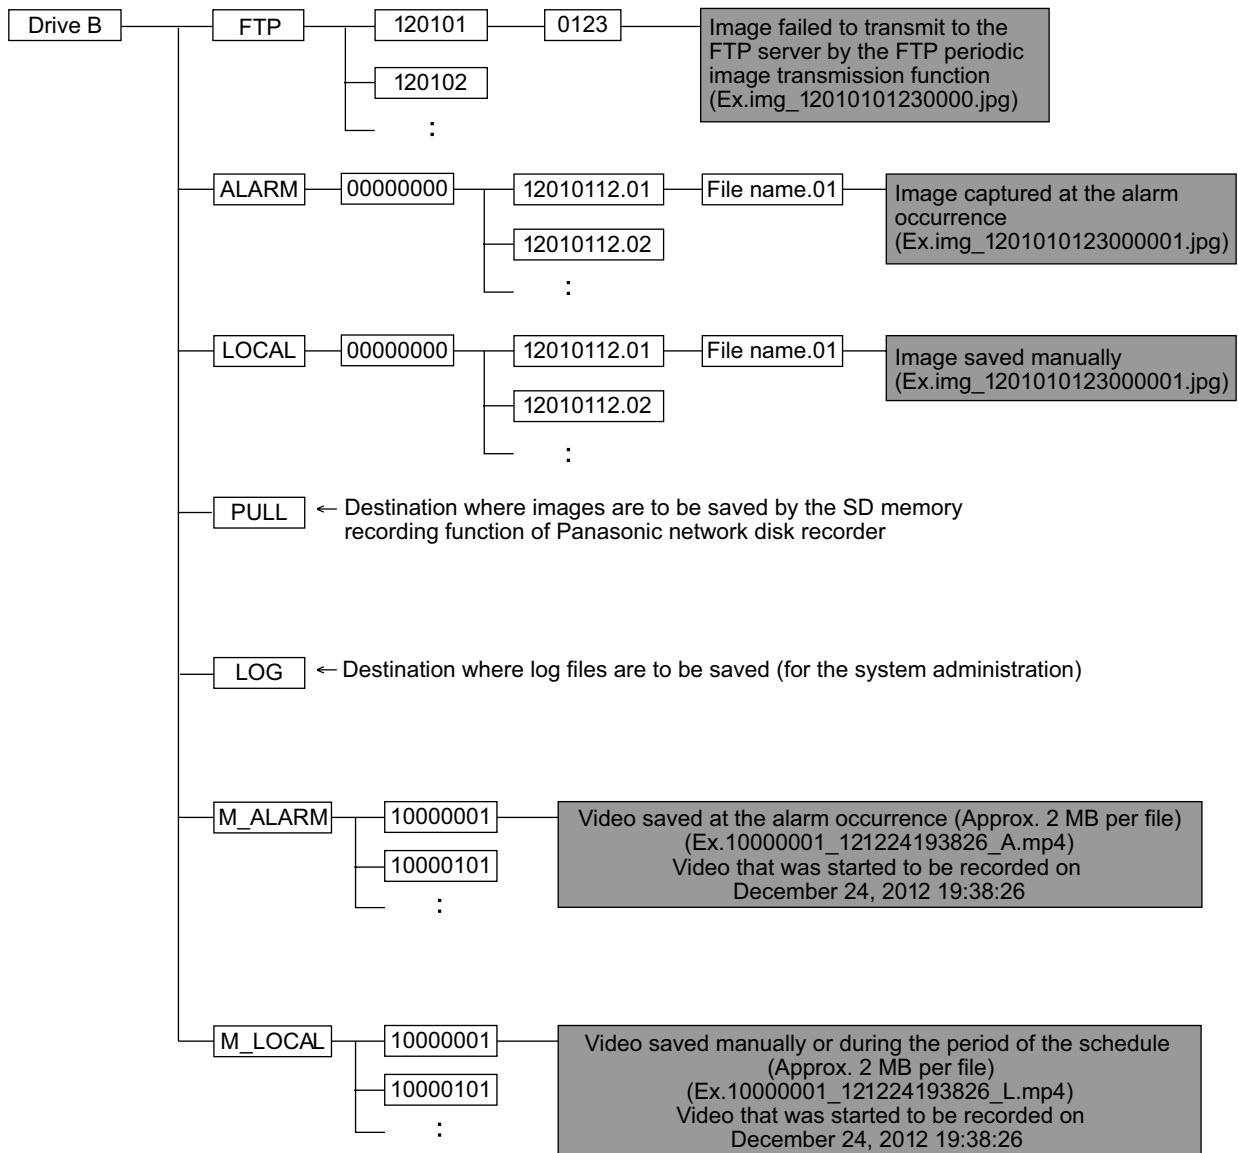 Drive B
FTP
120101
0123
Image failed to transmit to the
FTP server by the FTP periodic
image transmission function
(Ex.img_12010101230000.jpg)
120102
:
ALARM
00000000
12010112.01
File name.01
Image captured at the alarm
occurrence
(Ex.img_1201010123000001.jpg)
12010112.02
:
LOCAL
00000000
12010112.01
File name.01
Image saved manually
(Ex.img_1201010123000001.jpg)
12010112.02
:
PULL
← Destination where images are to be saved by the SD memory
recording function of Panasonic network disk recorder
LOG
← Destination where log files are to be saved (for the system administration)
M_ALARM
10000001
Video saved at the alarm occurrence (Approx. 2 MB per file)
(Ex.10000001_121224193826_A.mp4)
Video that was started to be recorded on
December 24, 2012 19:38:26
10000101
:
M_LOCAL
10000001
Video saved manually or during the period of the schedule
(Approx. 2 MB per file)
(Ex.10000001_121224193826_L.mp4)
Video that was started to be recorded on
December 24, 2012 19:38:26
10000101
: